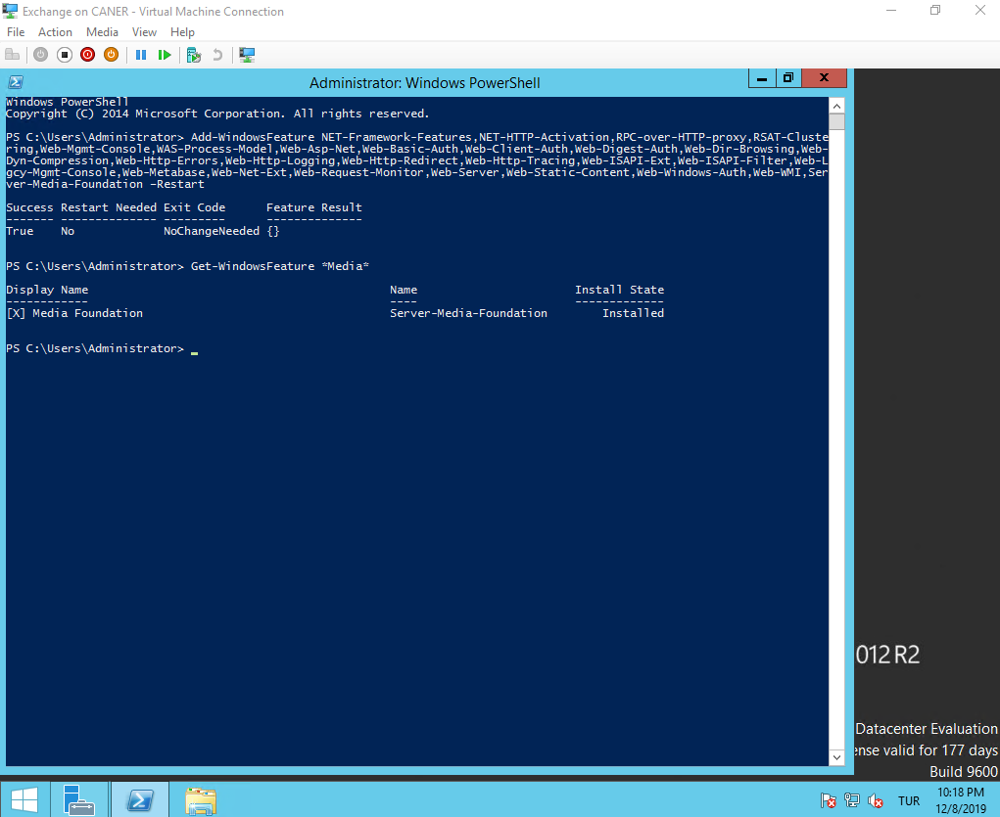 Exchange on CANER - Virtual Machine Connection
File Action Media View Help
Administrator: Windows PowerShell
Windows PowerShell
Copyright (C) 2014 Microsoft Corporation. All rights reserved.
PS C:\Users\Administrator> Add-WindowsFeature NET-Framework-Features,NET-HTTP-Activation,RPC-over-HTTP-proxy,RSAT-Cluste
ring,Web-Mgmt-Console,WAS-Process-Model,Web-Asp-Net,Web-Basic-Auth,Web-Client-Auth,Web-Digest-Auth,Web-Dir-Browsing,Web-
Dyn-Compression,Web-Http-Errors,Web-Http-Logging,Web-Http-Redirect,Web-Http-Tracing,Web-ISAPI-Ext,Web-ISAPI-Filter,Web-L
gcy-Mgmt-Console,Web-Metabase,Web-Net-Ext,Web-Request-Monitor,Web-Server,Web-Static-Content,Web-Windows-Auth,Web-WMI,Ser
ver-Media-Foundation -Restart
Success Restart Needed Exit Code Feature Result
------- -------------- --------- --------------
True No NoChangeNeeded {}
PS C:\Users\Administrator> Get-WindowsFeature *Media*
Display Name Name Install State
------------ ---- -------------
[X] Media Foundation Server-Media-Foundation Installed
PS C:\Users\Administrator> _
012 R2
Datacenter Evaluation
ense valid for 177 days
Build 9600
TUR
10:18 PM
12/8/2019